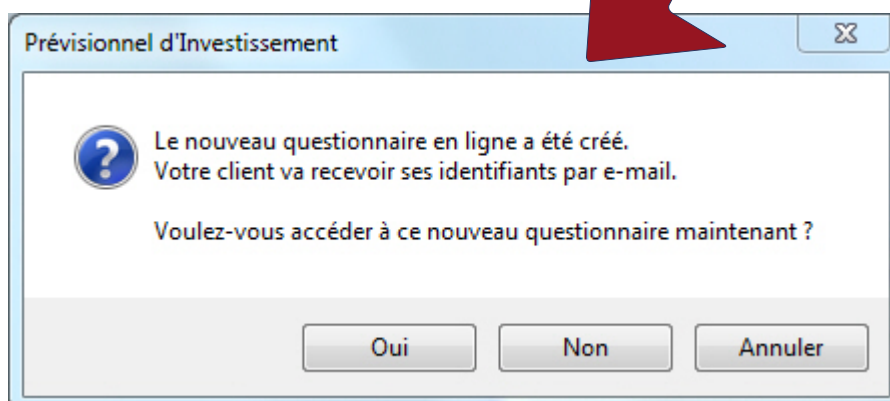 Prévisionnel d'Investissement
Le nouveau questionnaire en ligne a été créé.
Votre client va recevoir ses identifiants par e-mail.
Voulez-vous accéder à ce nouveau questionnaire maintenant ?
Oui
Non
Annuler